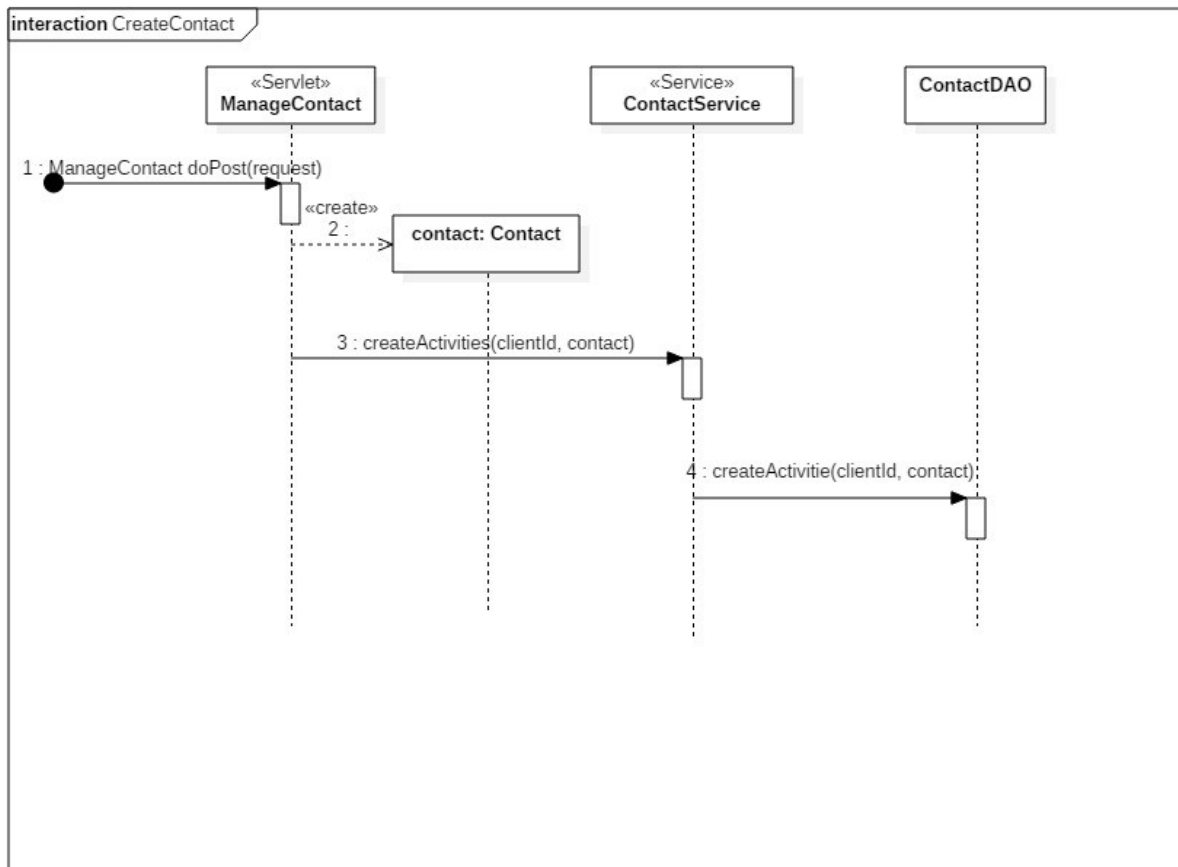 interaction CreateContact
«Servlet»
ManageContact
«Service»
ContactService
ContactDAO
1 : ManageContact doPost(request)
«create»
2 :
contact: Contact
3 : createActivities(clientId, contact)
4 : createActivitie(clientId, contact)